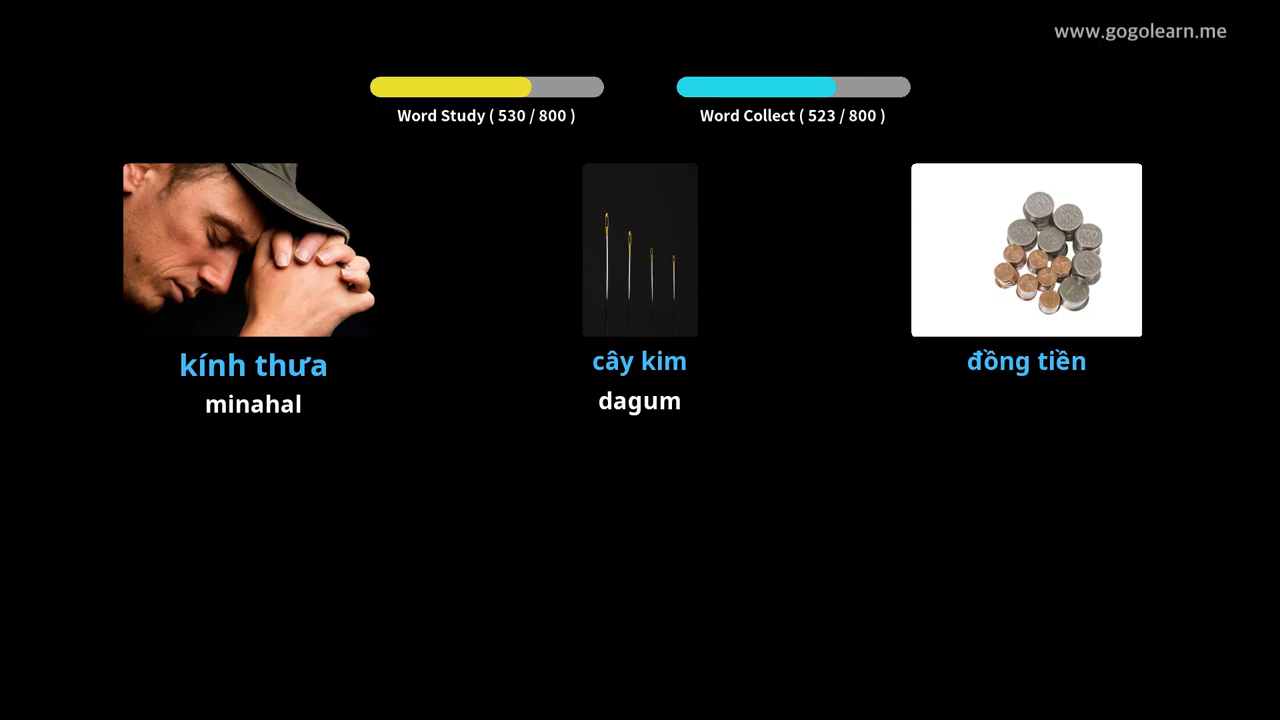 www.gogolearn.me
Word Study ( 530 / 800 )
Word Collect ( 523 / 800 )
kính thưa
minahal
cây kim
dagum
đồng tiền